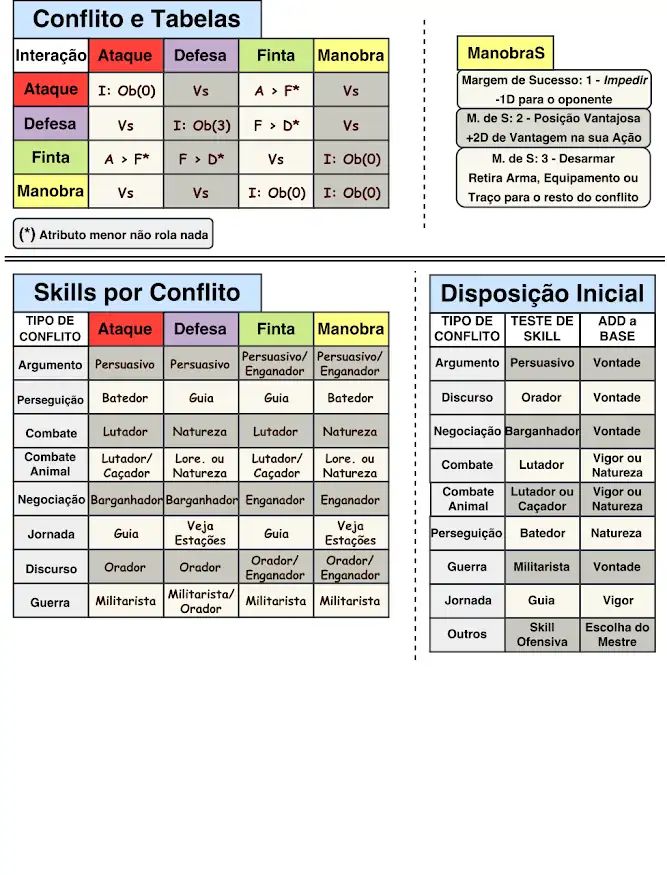 Conflito e Tabelas
Interação Ataque Defesa Finta Manobra
Ataque I: Ob(0) Vs A > F* Vs
Defesa Vs I: Ob(3) F > D* Vs
Finta A > F* F > D* Vs I: Ob(0)
Manobra Vs Vs I: Ob(0) I: Ob(0)
(*) Atributo menor não rola nada
ManobraS
Margem de Sucesso: 1 - Impedir
-1D para o oponente
M. de S: 2 - Posição Vantajosa
+2D de Vantagem na sua Ação
M. de S: 3 - Desarmar
Retira Arma, Equipamento ou
Traço para o resto do conflito
Skills por Conflito
TIPO DE CONFLITO Ataque Defesa Finta Manobra
Argumento Persuasivo Persuasivo Persuasivo/ Enganador Persuasivo/ Enganador
Perseguição Batedor Guia Guia Batedor
Combate Lutador Natureza Lutador Natureza
Combate Animal Lutador/ Caçador Lore. ou Natureza Lutador/ Caçador Lore. ou Natureza
Negociação Barganhador Barganhador Enganador Enganador
Jornada Guia Veja Estações Guia Veja Estações
Discurso Orador Orador Orador/ Enganador Orador/ Enganador
Guerra Militarista Militarista/ Orador Militarista Militarista
Disposição Inicial
TIPO DE CONFLITO TESTE DE SKILL ADD a BASE
Argumento Persuasivo Vontade
Discurso Orador Vontade
Negociação Barganhador Vontade
Combate Lutador Vigor ou Natureza
Combate Animal Lutador ou Caçador Vigor ou Natureza
Perseguição Batedor Natureza
Guerra Militarista Vontade
Jornada Guia Vigor
Outros Skill Ofensiva Escolha do Mestre